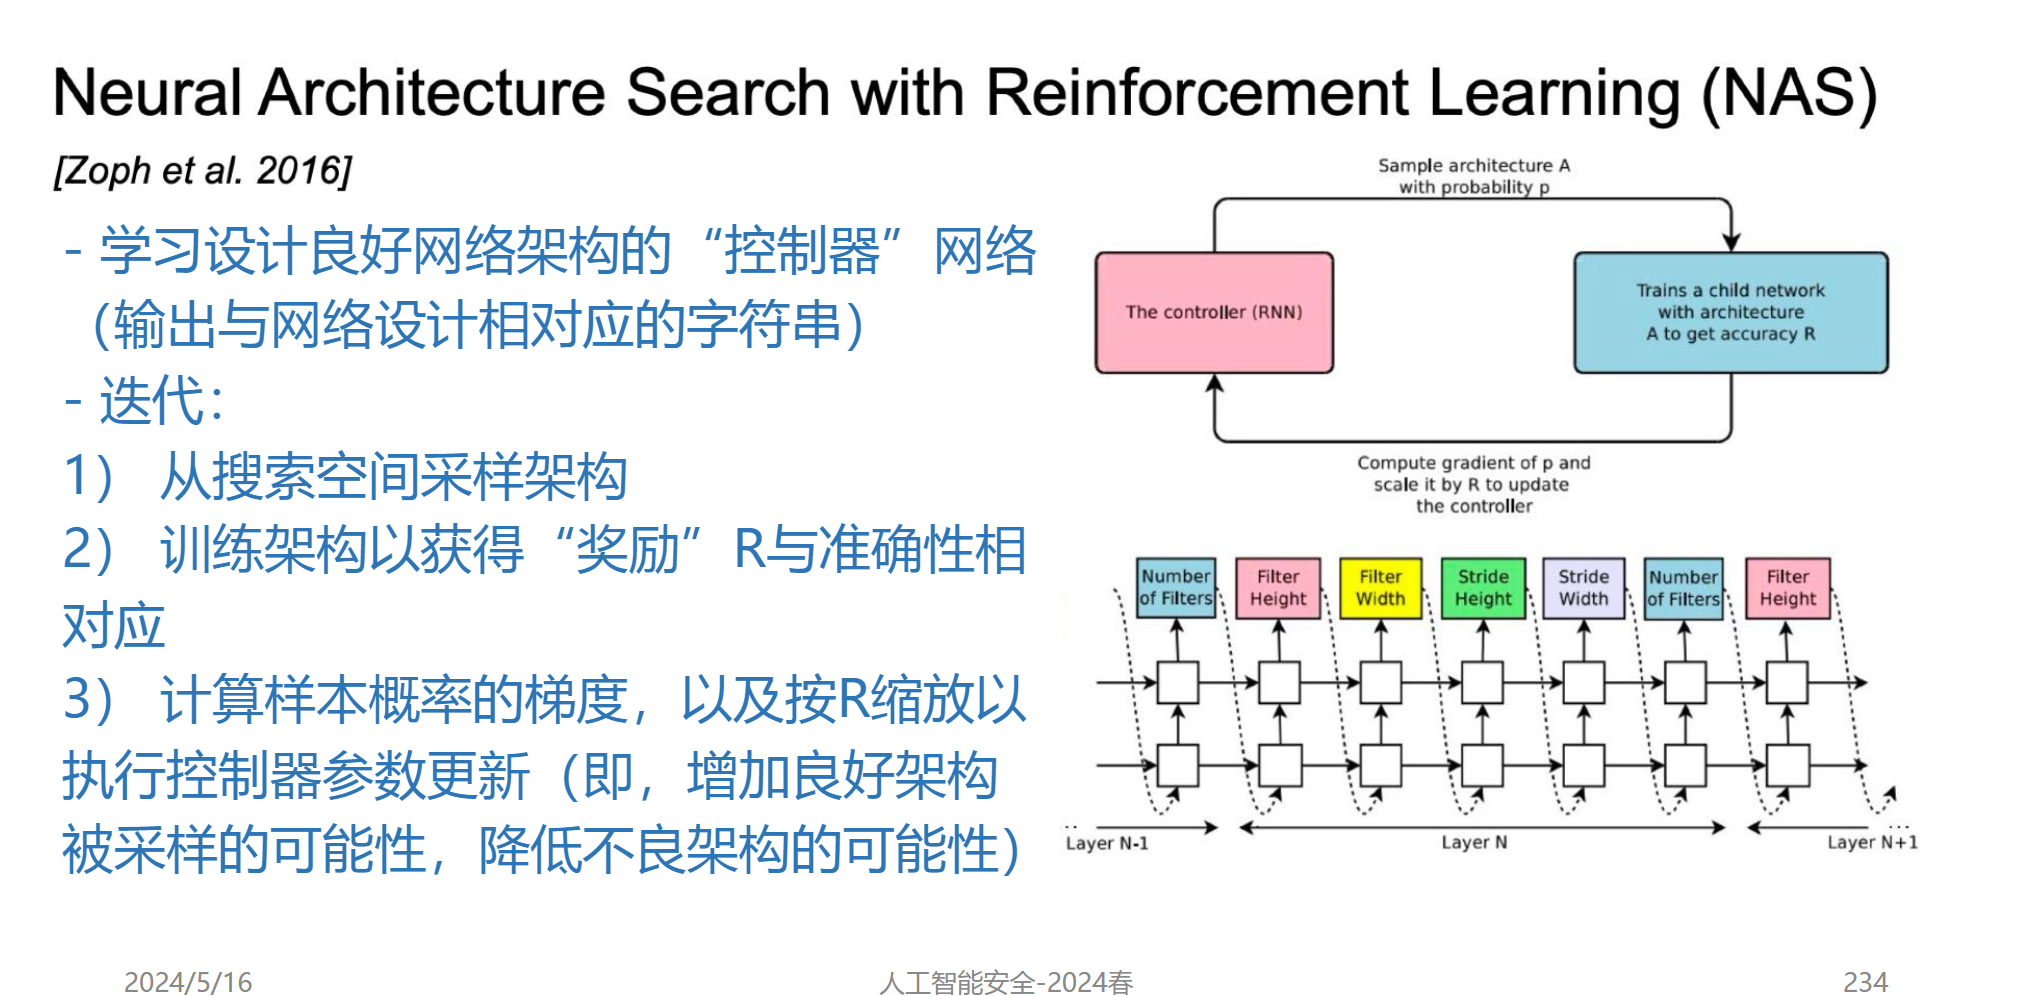 Neural Architecture Search with Reinforcement Learning (NAS)
[Zoph et al. 2016]
- 学习设计良好网络架构的“控制器”网络
（输出与网络设计相对应的字符串）
- 迭代：
1） 从搜索空间采样架构
2） 训练架构以获得“奖励”R与准确性相
对应
3） 计算样本概率的梯度，以及按R缩放以
执行控制器参数更新（即，增加良好架构
被采样的可能性，降低不良架构的可能性）
Sample architecture A
with probability p
The controller (RNN)
Trains a child network
with architecture
A to get accuracy R
Compute gradient of p and
scale it by R to update
the controller
Number
of Filters
Filter
Height
Filter
Width
Stride
Height
Stride
Width
Number
of Filters
Filter
Height
Layer N-1
Layer N
Layer N+1
2024/5/16
人工智能安全-2024春
234